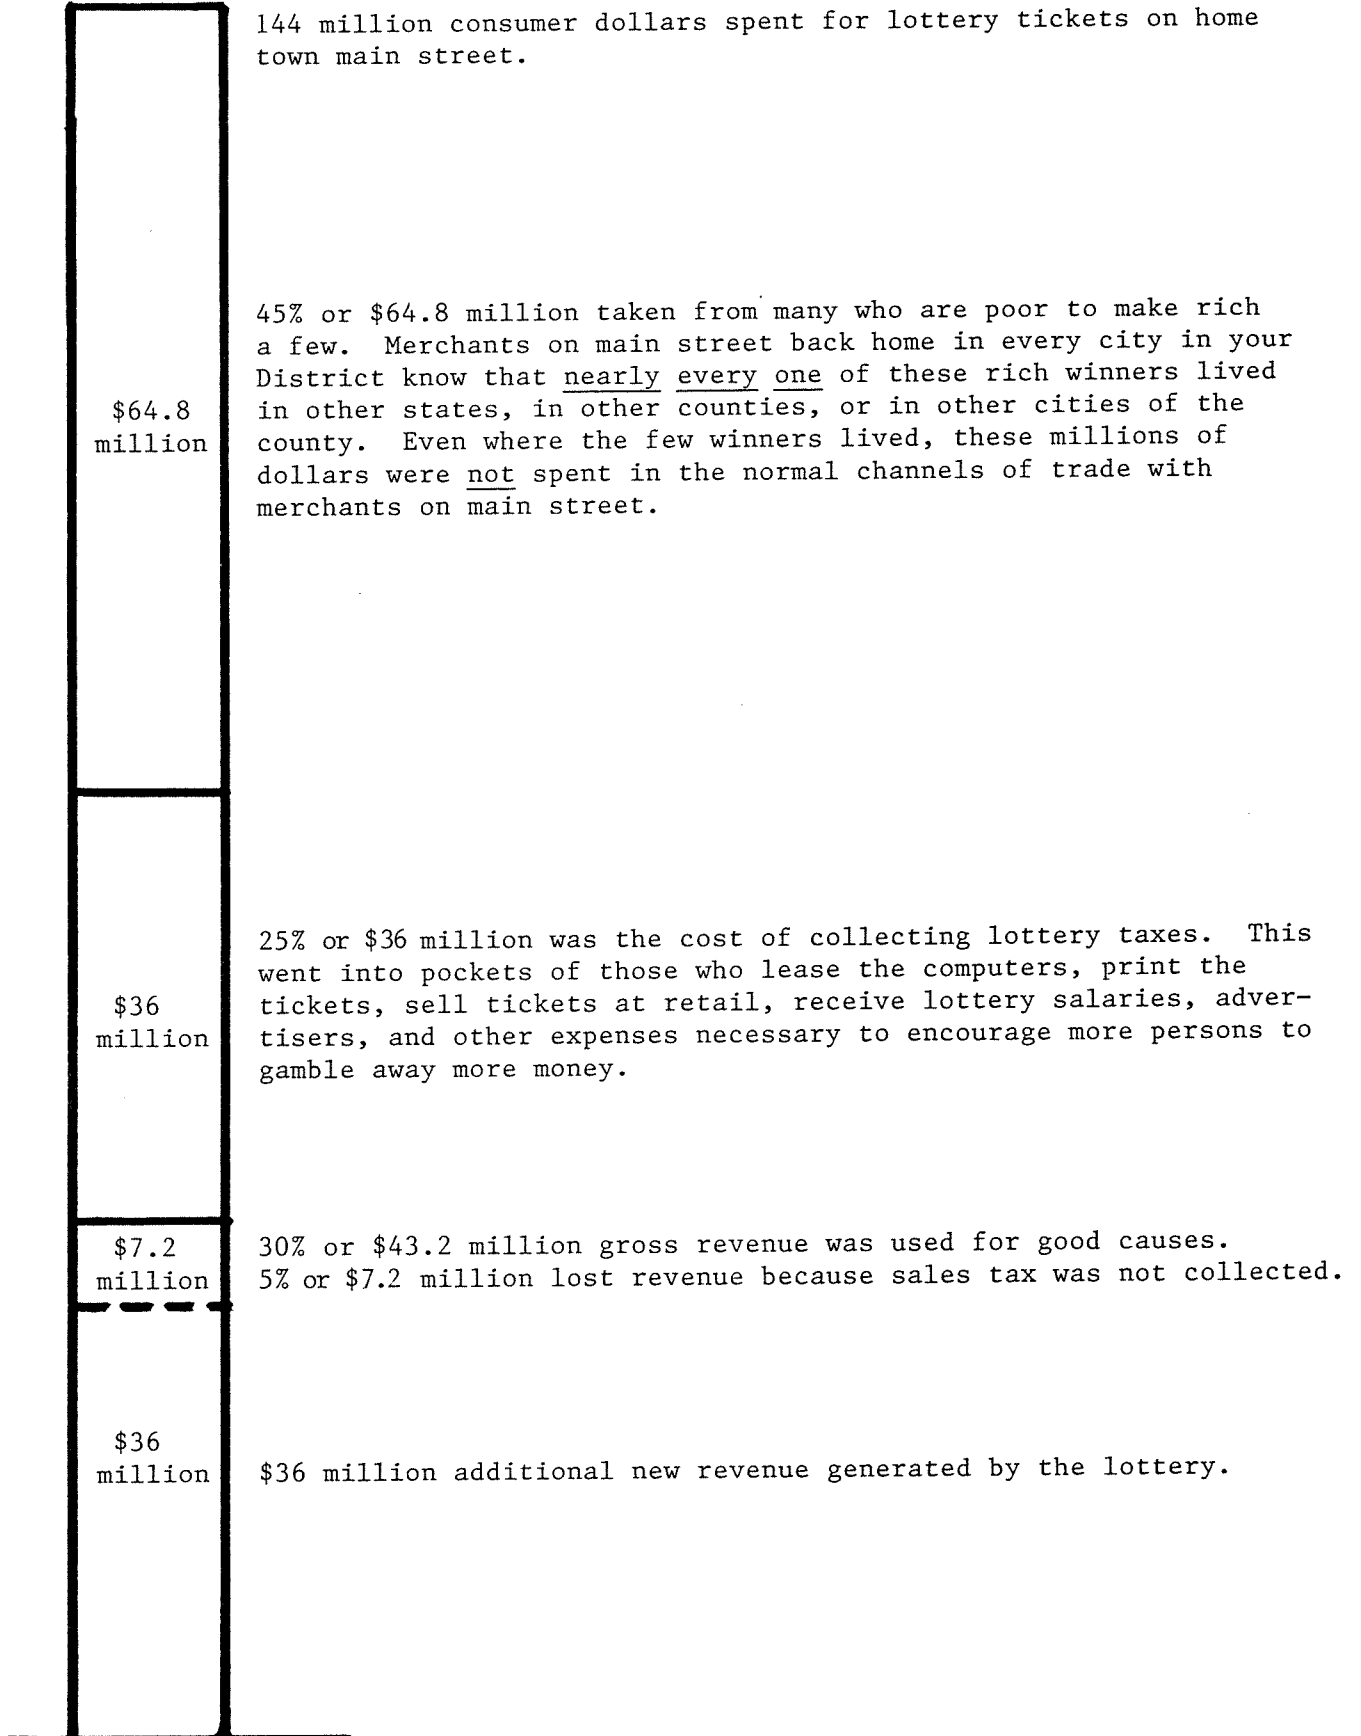 144 million consumer dollars spent for lottery tickets on home
town main street.
45% or $64.8 million taken from many who are poor to make rich
a few. Merchants on main street back home in every city in your
District know that nearly every one of these rich winners lived
in other states, in other counties, or in other cities of the
county. Even where the few winners lived, these millions of
dollars were not spent in the normal channels of trade with
merchants on main street.
$64.8
million
25% or $36 million was the cost of collecting lottery taxes. This
went into pockets of those who lease the computers, print the
tickets, sell tickets at retail, receive lottery salaries, adver-
tisers, and other expenses necessary to encourage more persons to
gamble away more money.
$36
million
$7.2
million
30% or $43.2 million gross revenue was used for good causes.
5% or $7.2 million lost revenue because sales tax was not collected.
$36
million
$36 million additional new revenue generated by the lottery.